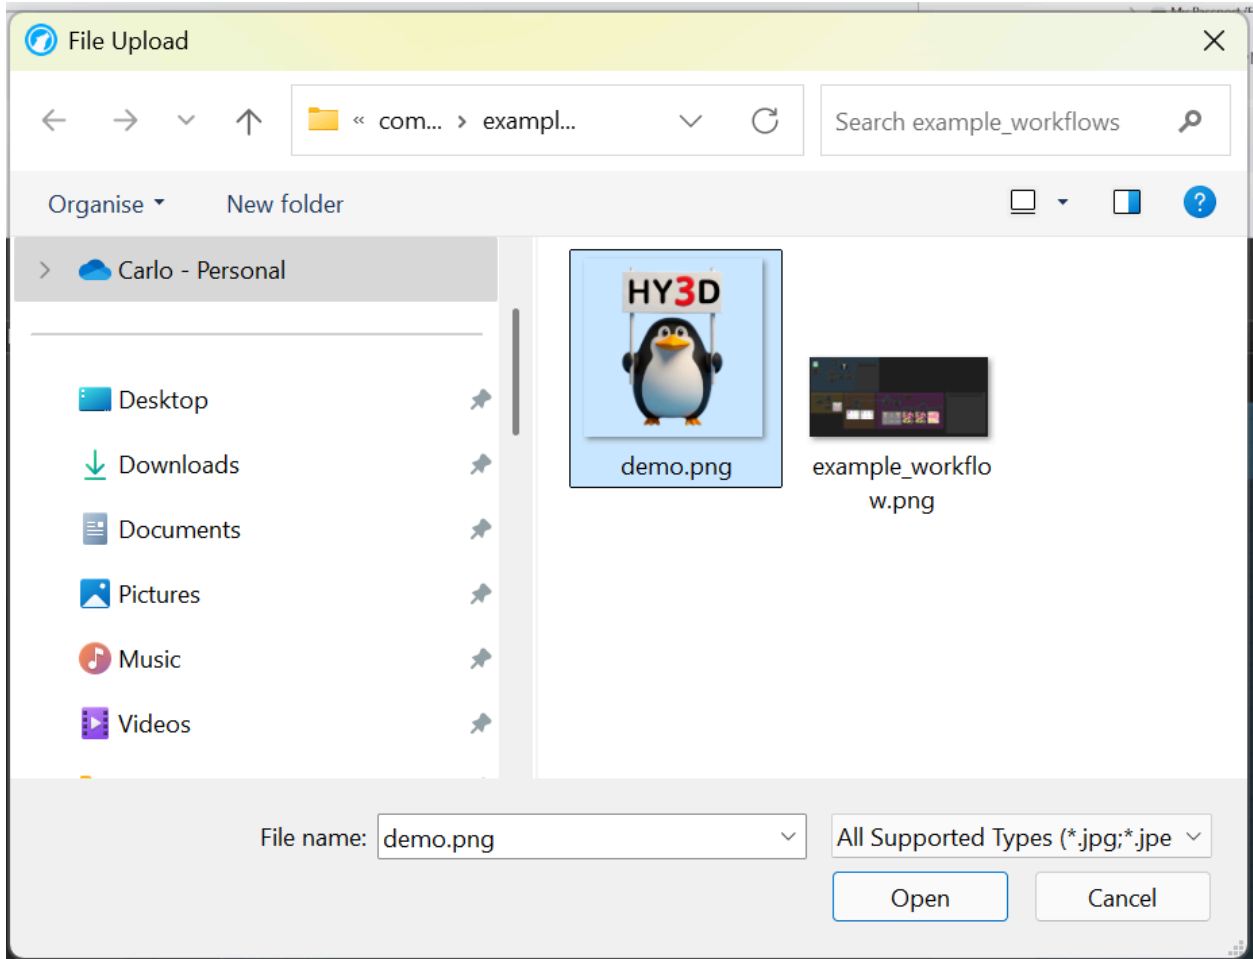 File Upload
« com... > exampl...
Search example_workflows
Organise
New folder
Carlo - Personal
Desktop
Downloads
Documents
Pictures
Music
Videos
HY3D
demo.png
example_workflo
w.png
File name: demo.png
All Supported Types (*.jpg;*.jpe
Open
Cancel